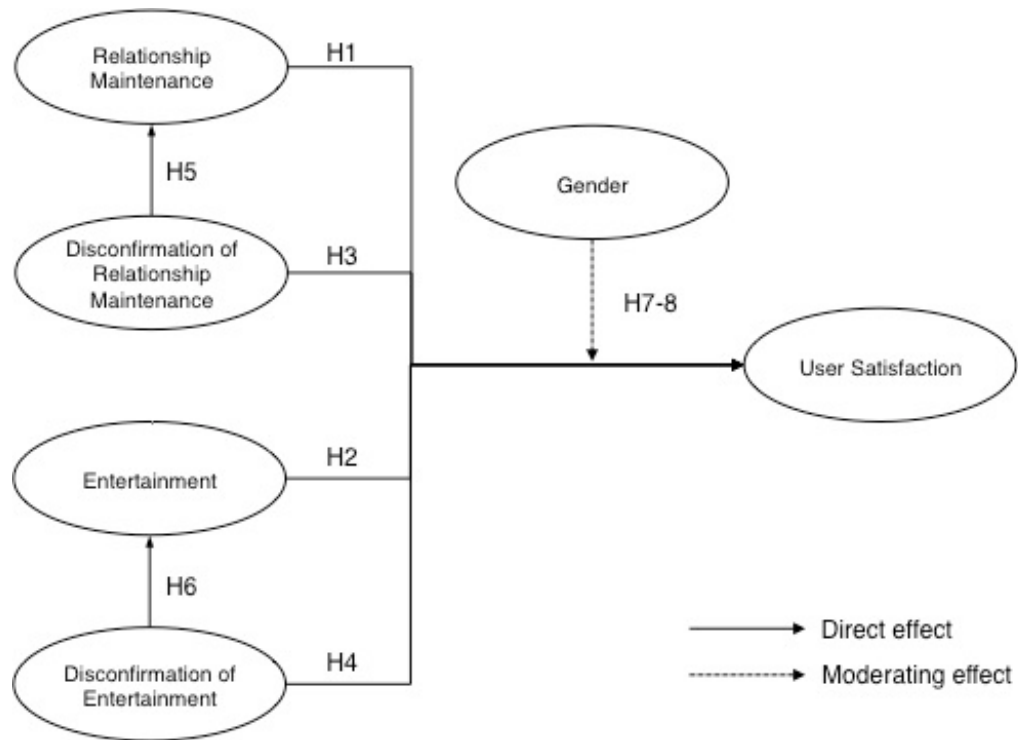 Relationship
Maintenance
H1
H5
Gender
Disconfirmation of
Relationship
Maintenance
H3
H7-8
User Satisfaction
Entertainment
H2
H6
Disconfirmation of
Entertainment
H4
Direct effect
Moderating effect